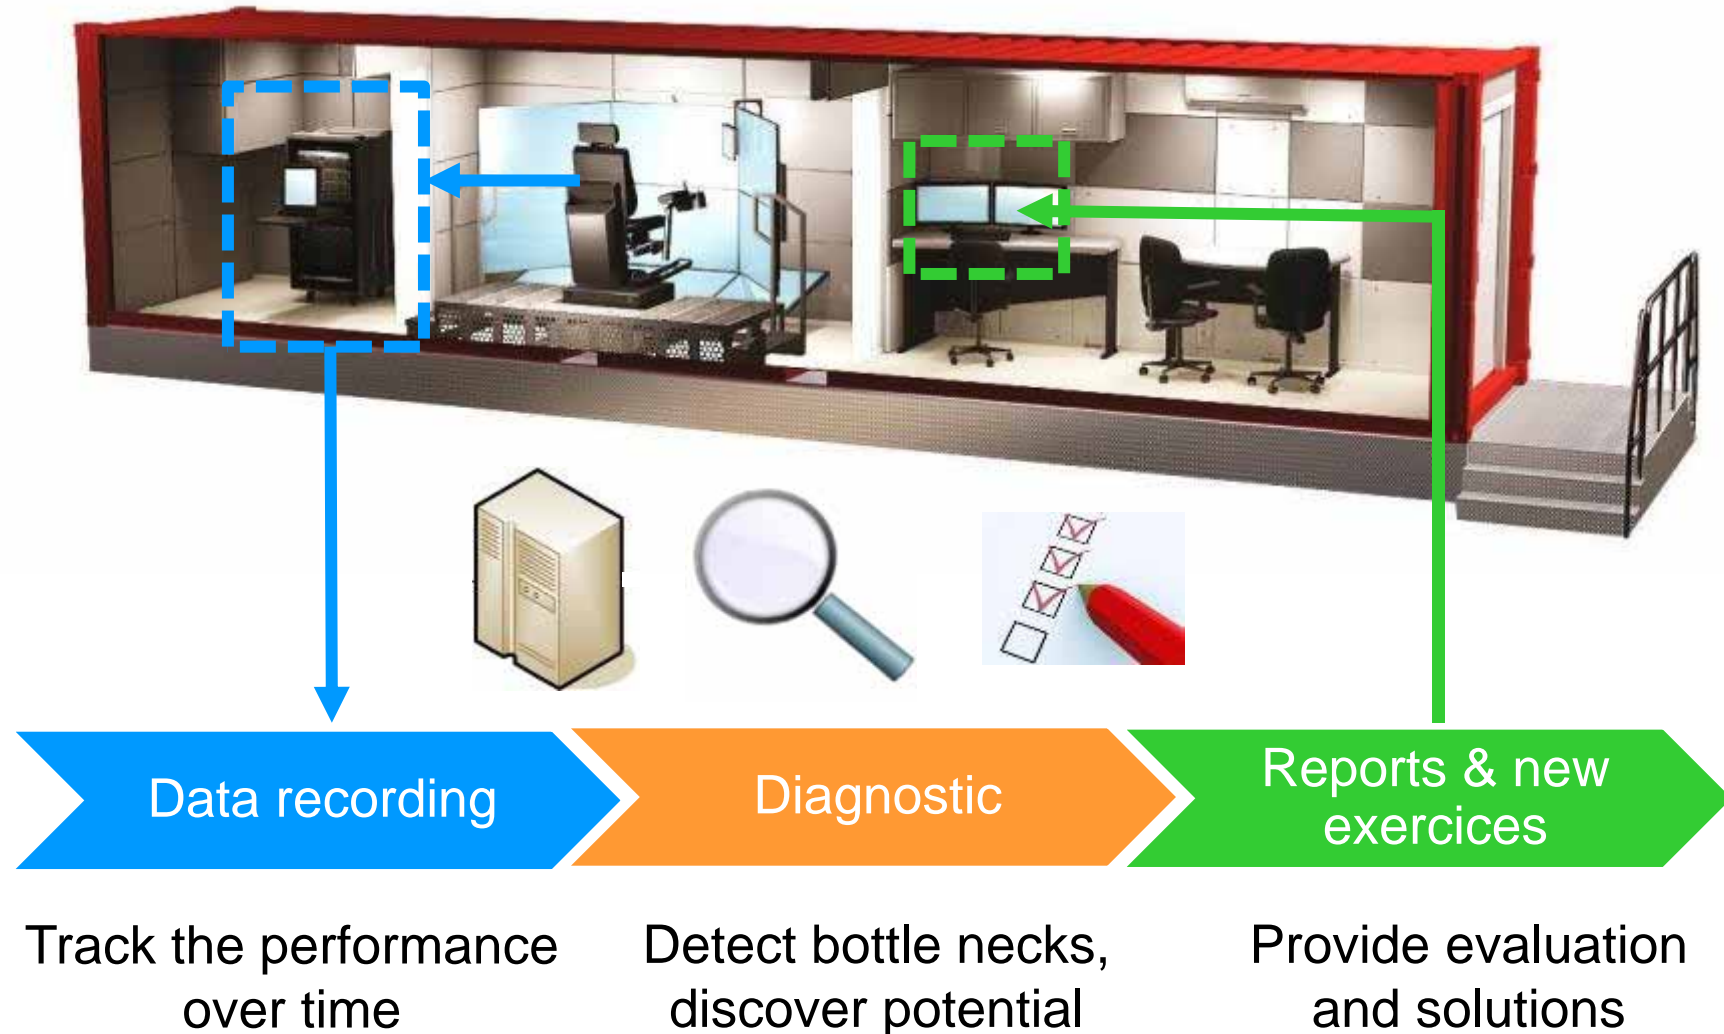 Data recording
Diagnostic
Reports & new
exercices
Track the performance
over time
Detect bottle necks,
discover potential
Provide evaluation
and solutions